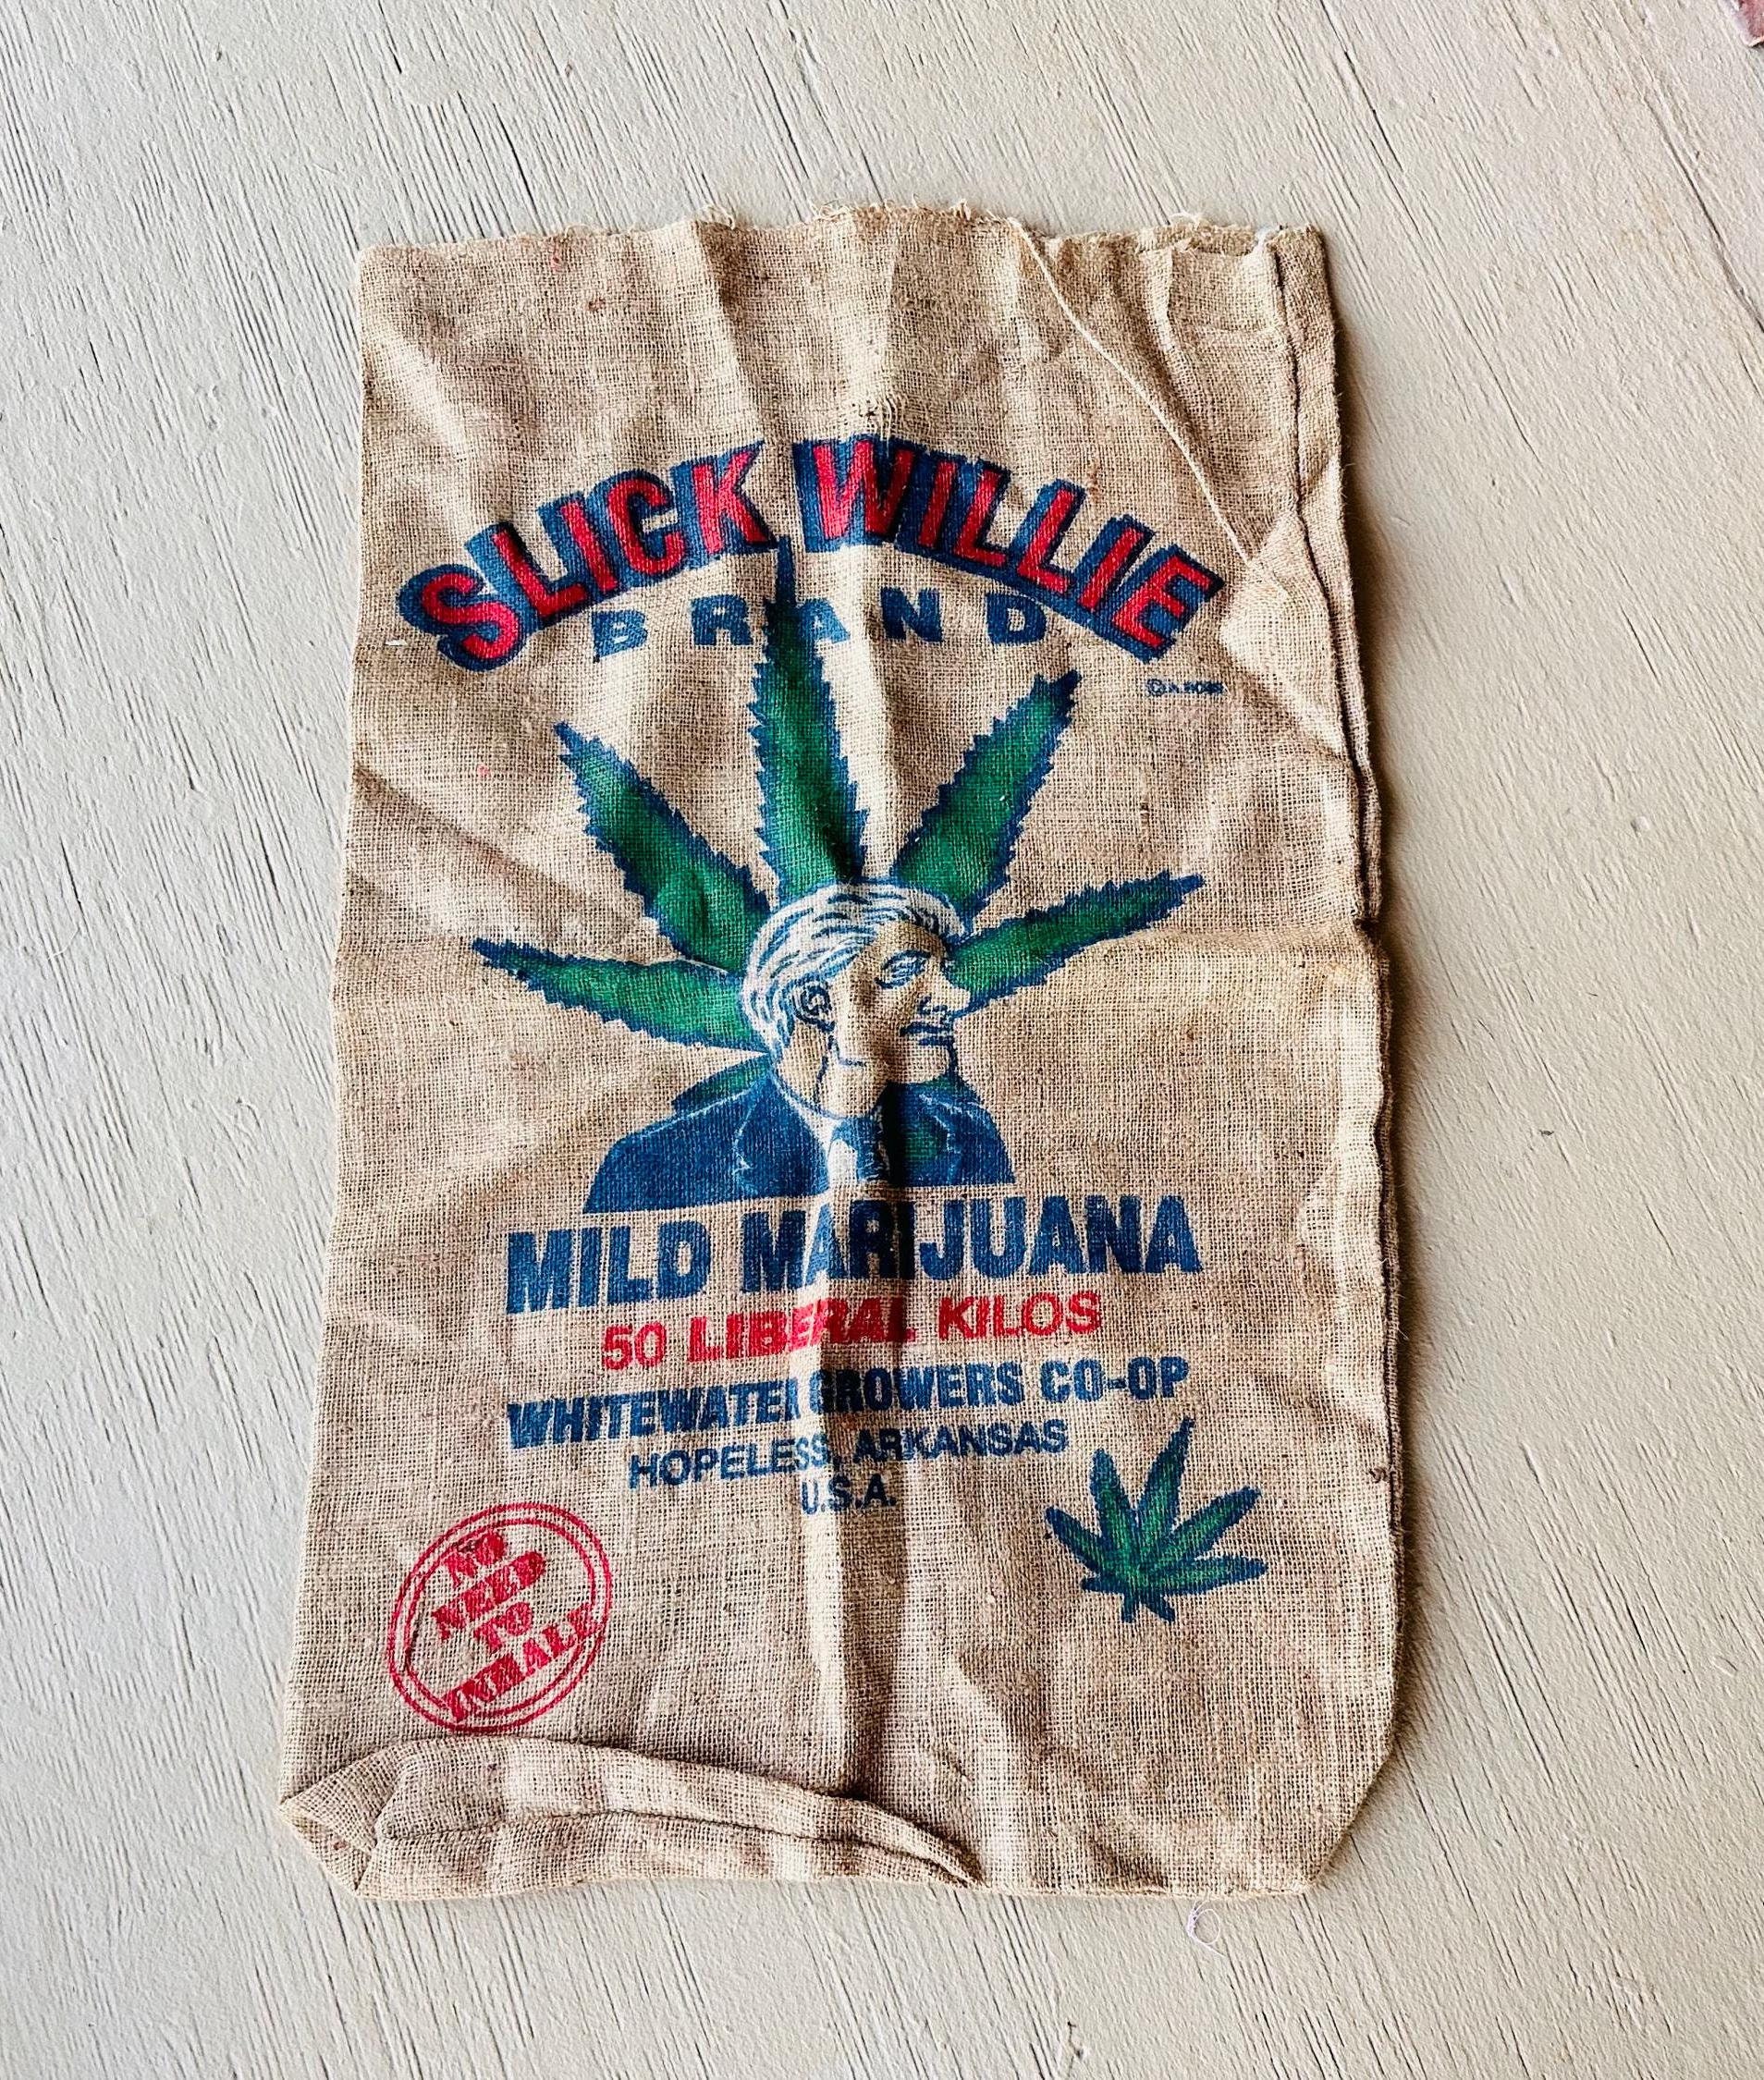 SLICK WILLIE
BRAND
MILD MARIJUANA
50 LIBERAL KILOS
WHITEWATER GROWERS CO-OP
HOPELESS, ARKANSAS
U.S.A.
NO
NEED
TO
INHALE